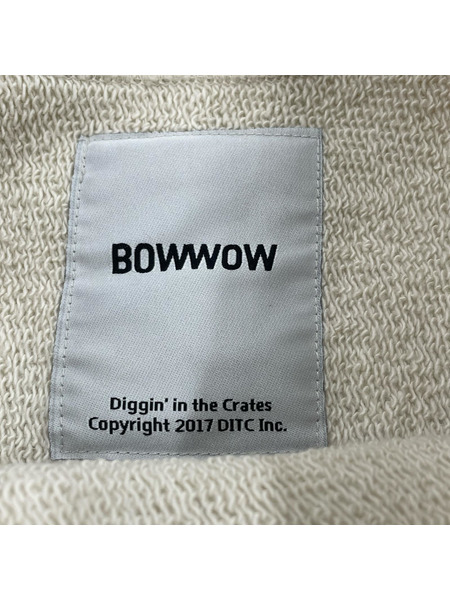 BOWWOW
Diggin' in the Crates
Copyright 2017 DITC Inc.